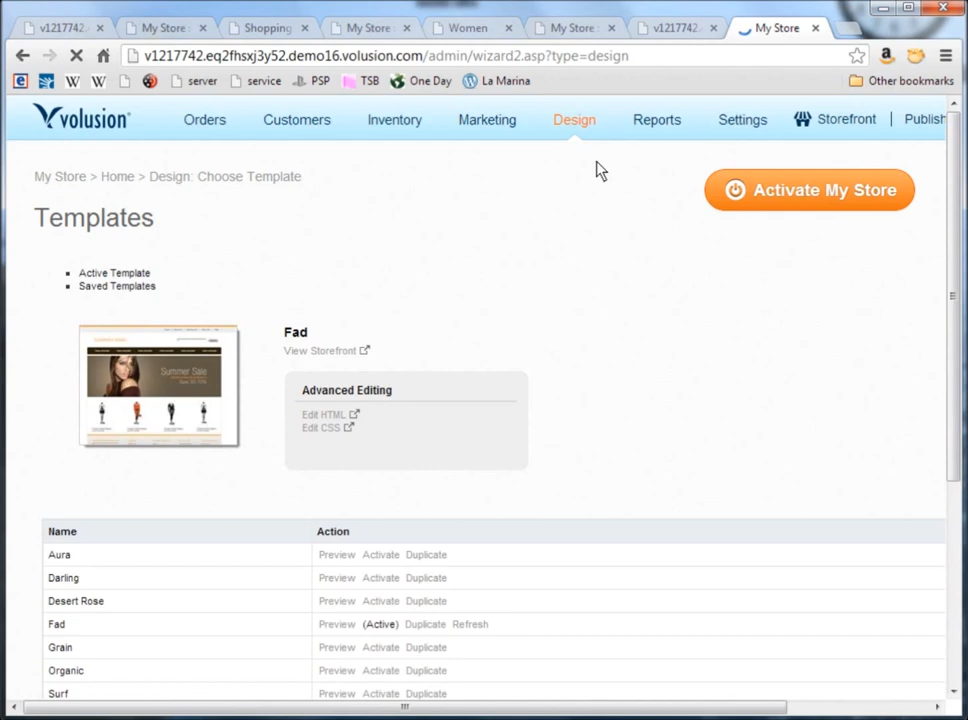 v1217742. My Store Shopping My Store Women My Store v1217742. My Store
v1217742.eq2fhsxj3y52.demo16.volusion.com/admin/wizard2.asp?type=design
server service PSP TSB One Day La Marina Other bookmarks
volusion Orders Customers Inventory Marketing Design Reports Settings Storefront | Publish
My Store > Home > Design: Choose Template
Activate My Store
Templates
Active Template
Saved Templates
Fad
View Storefront
Advanced Editing
Edit HTML
Edit CSS
Summer Sale
Name Action
Aura Preview Activate Duplicate
Darling Preview Activate Duplicate
Desert Rose Preview Activate Duplicate
Fad Preview (Active) Duplicate Refresh
Grain Preview Activate Duplicate
Organic Preview Activate Duplicate
Surf Preview Activate Duplicate